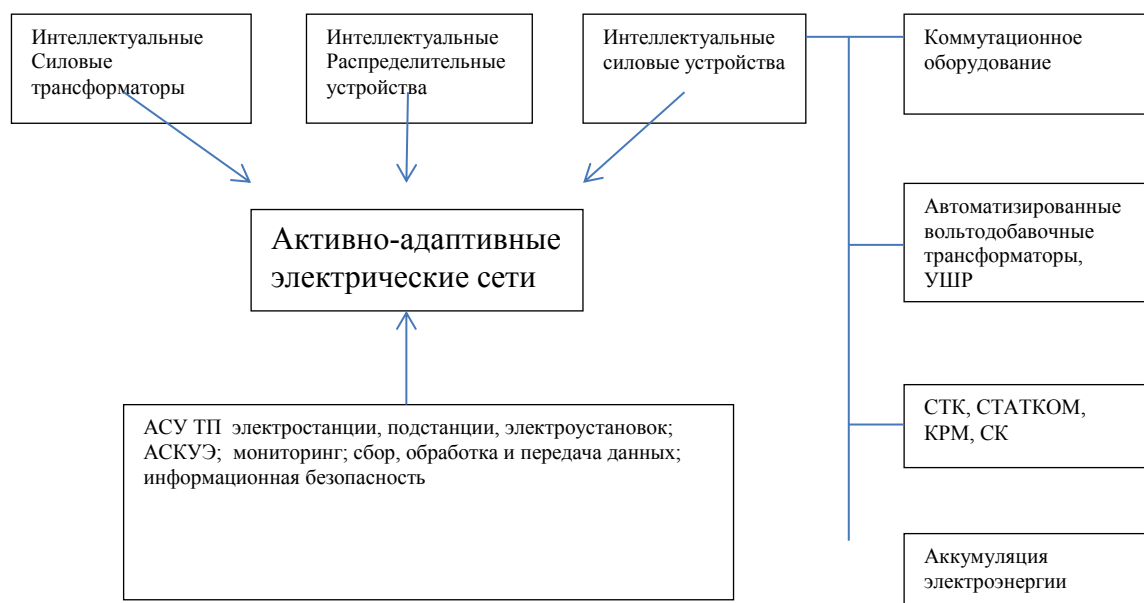 Интеллектуальные
Силовые
трансформаторы
Интеллектуальные
Распределительные
устройства
Интеллектуальные
силовые устройства
Коммутационное
оборудование
Активно-адаптивные
электрические сети
Автоматизированные
вольтодобавочные
трансформаторы,
УШР
АСУ ТП электростанции, подстанции, электроустановок;
АСКУЭ; мониторинг; сбор, обработка и передача данных;
информационная безопасность
СТК, СТАТКОМ,
КРМ, СК
Аккумуляция
электроэнергии